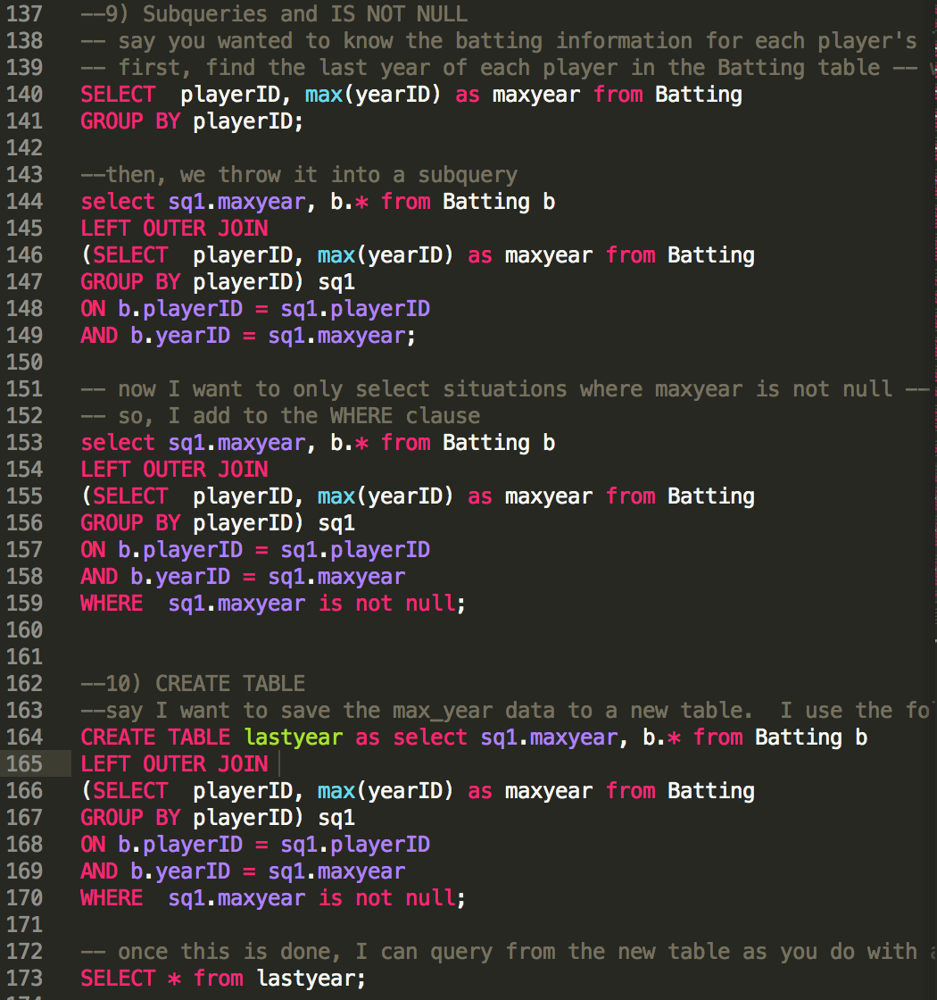 137 --9) Subqueries and IS NOT NULL
138 -- say you wanted to know the batting information for each player's
139 -- first, find the last year of each player in the Batting table --
140 SELECT  playerID, max(yearID) as maxyear from Batting
141 GROUP BY playerID;
142
143 --then, we throw it into a subquery
144 select sq1.maxyear, b.* from Batting b
145 LEFT OUTER JOIN
146 (SELECT  playerID, max(yearID) as maxyear from Batting
147 GROUP BY playerID) sq1
148 ON b.playerID = sq1.playerID
149 AND b.yearID = sq1.maxyear;
150
151 -- now I want to only select situations where maxyear is not null --
152 -- so, I add to the WHERE clause
153 select sq1.maxyear, b.* from Batting b
154 LEFT OUTER JOIN
155 (SELECT  playerID, max(yearID) as maxyear from Batting
156 GROUP BY playerID) sq1
157 ON b.playerID = sq1.playerID
158 AND b.yearID = sq1.maxyear
159 WHERE  sq1.maxyear is not null;
160
161
162 --10) CREATE TABLE
163 --say I want to save the max_year data to a new table.  I use the fo
164 CREATE TABLE lastyear as select sq1.maxyear, b.* from Batting b
165 LEFT OUTER JOIN
166 (SELECT  playerID, max(yearID) as maxyear from Batting
167 GROUP BY playerID) sq1
168 ON b.playerID = sq1.playerID
169 AND b.yearID = sq1.maxyear
170 WHERE  sq1.maxyear is not null;
171
172 -- once this is done, I can query from the new table as you do with
173 SELECT * from lastyear;